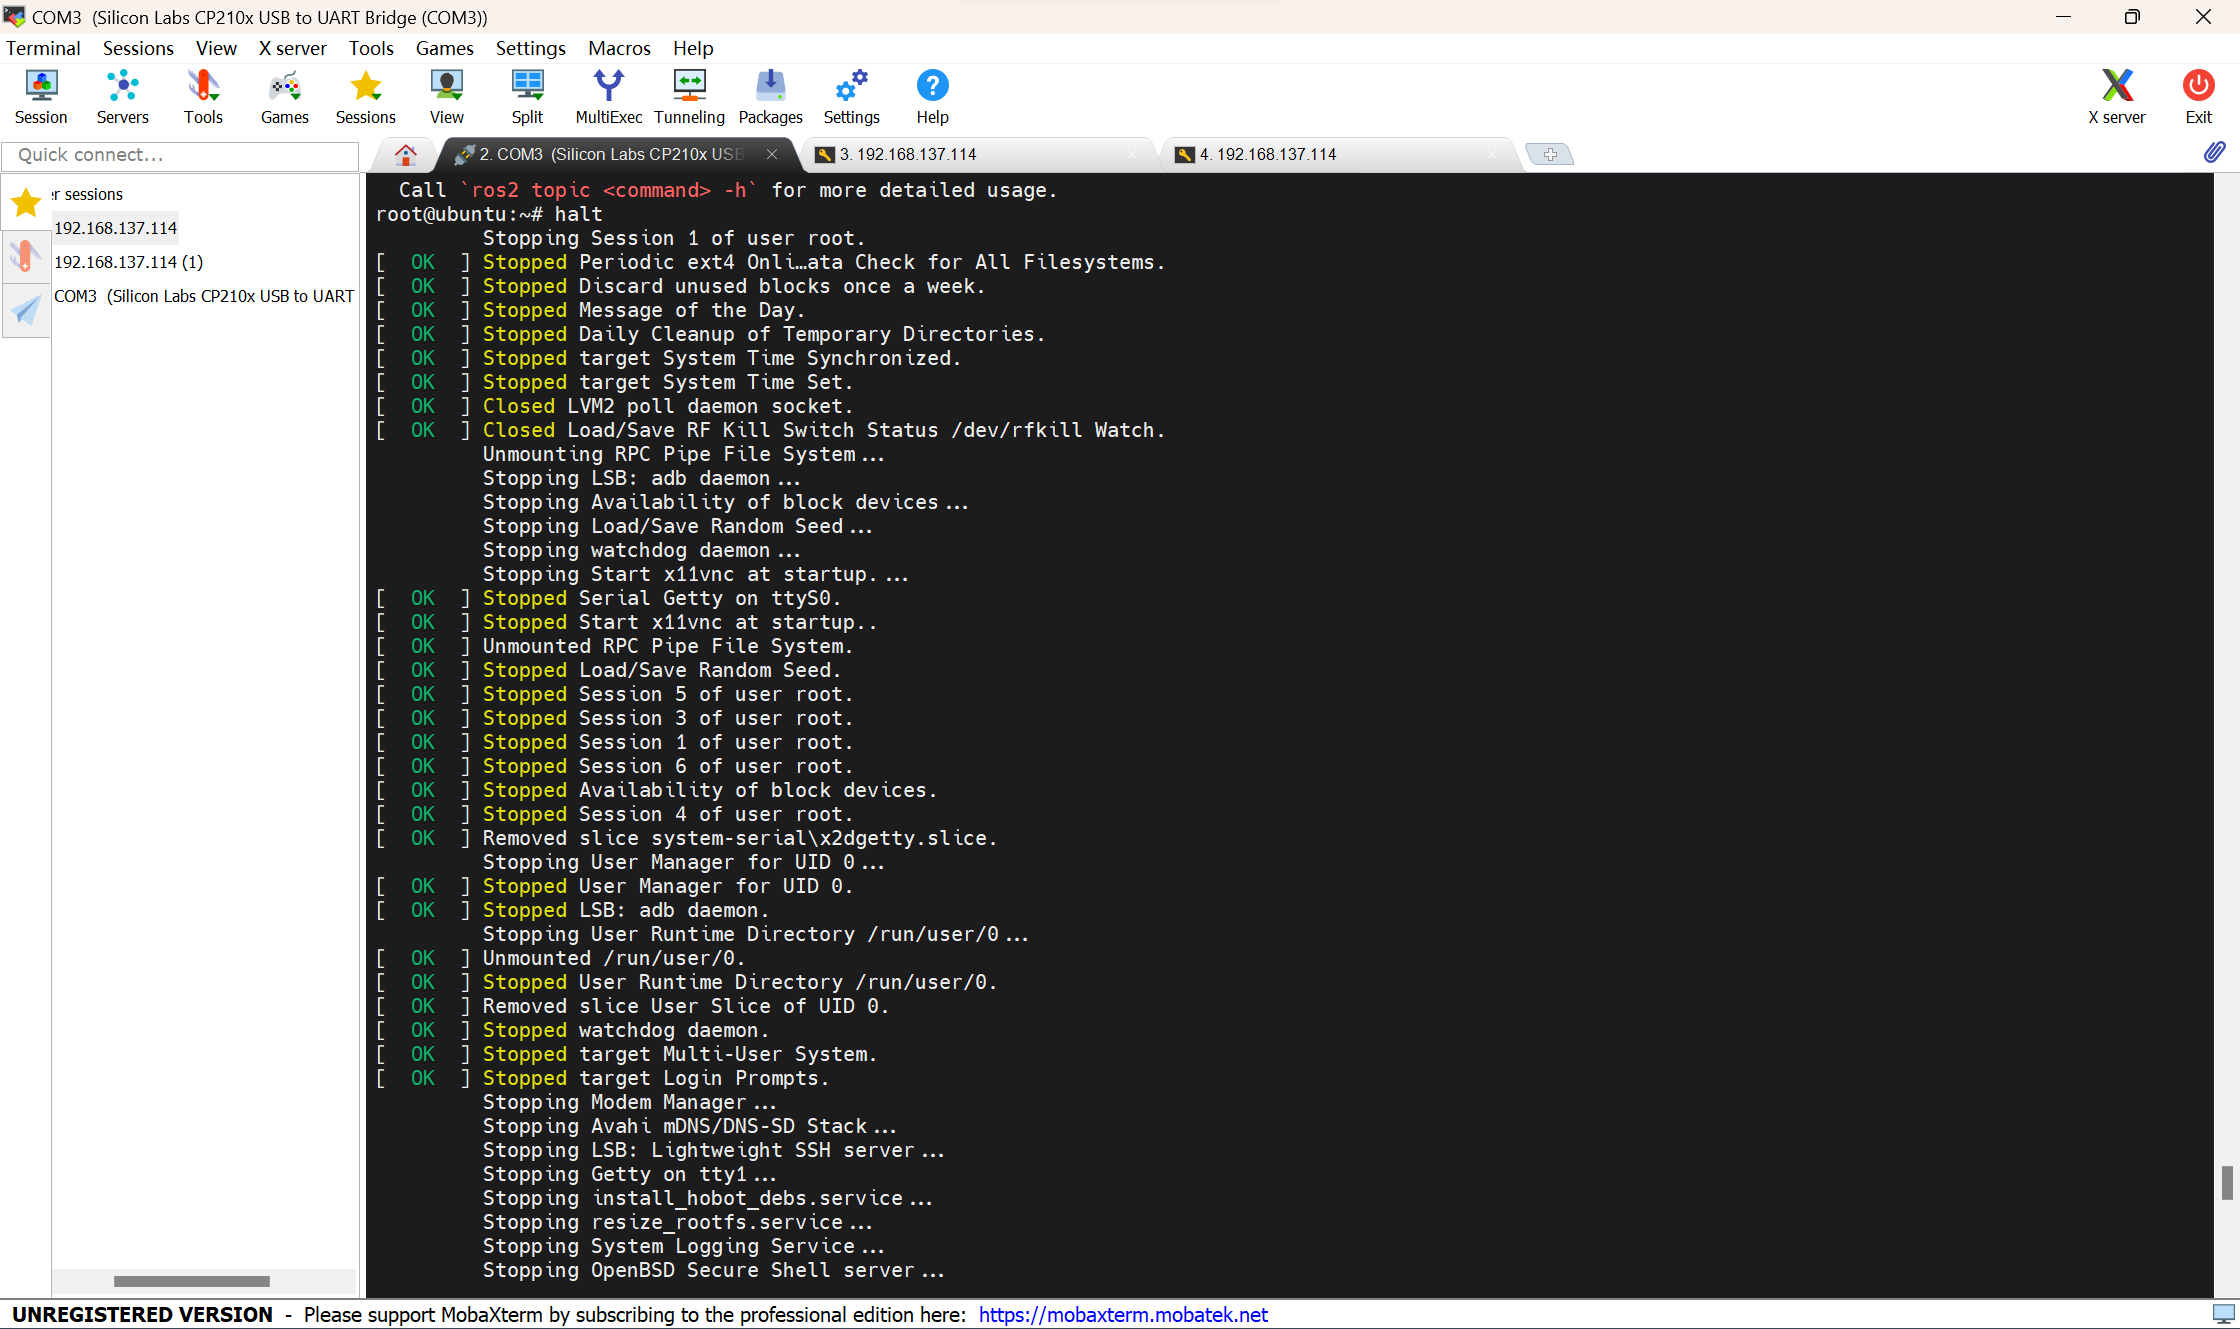 COM3  (Silicon Labs CP210x USB to UART Bridge (COM3))
Terminal Sessions View X server Tools Games Settings Macros Help
Session Servers Tools Games Sessions View Split MultiExec Tunneling Packages Settings Help X server Exit
Quick connect...
2. COM3  (Silicon Labs CP210x USB
3. 192.168.137.114
4. 192.168.137.114
er sessions
192.168.137.114
192.168.137.114 (1)
COM3  (Silicon Labs CP210x USB to UART
  Call `ros2 topic <command> -h` for more detailed usage.
root@ubuntu:~# halt
         Stopping Session 1 of user root.
[  OK  ] Stopped Periodic ext4 Onli…ata Check for All Filesystems.
[  OK  ] Stopped Discard unused blocks once a week.
[  OK  ] Stopped Message of the Day.
[  OK  ] Stopped Daily Cleanup of Temporary Directories.
[  OK  ] Stopped target System Time Synchronized.
[  OK  ] Stopped target System Time Set.
[  OK  ] Closed LVM2 poll daemon socket.
[  OK  ] Closed Load/Save RF Kill Switch Status /dev/rfkill Watch.
         Unmounting RPC Pipe File System...
         Stopping LSB: adb daemon...
         Stopping Availability of block devices...
         Stopping Load/Save Random Seed...
         Stopping watchdog daemon...
         Stopping Start x11vnc at startup....
[  OK  ] Stopped Serial Getty on ttyS0.
[  OK  ] Stopped Start x11vnc at startup..
[  OK  ] Unmounted RPC Pipe File System.
[  OK  ] Stopped Load/Save Random Seed.
[  OK  ] Stopped Session 5 of user root.
[  OK  ] Stopped Session 3 of user root.
[  OK  ] Stopped Session 1 of user root.
[  OK  ] Stopped Session 6 of user root.
[  OK  ] Stopped Availability of block devices.
[  OK  ] Stopped Session 4 of user root.
[  OK  ] Removed slice system-serial\x2dgetty.slice.
         Stopping User Manager for UID 0...
[  OK  ] Stopped User Manager for UID 0.
[  OK  ] Stopped LSB: adb daemon.
         Stopping User Runtime Directory /run/user/0...
[  OK  ] Unmounted /run/user/0.
[  OK  ] Stopped User Runtime Directory /run/user/0.
[  OK  ] Removed slice User Slice of UID 0.
[  OK  ] Stopped watchdog daemon.
[  OK  ] Stopped target Multi-User System.
[  OK  ] Stopped target Login Prompts.
         Stopping Modem Manager...
         Stopping Avahi mDNS/DNS-SD Stack...
         Stopping LSB: Lightweight SSH server...
         Stopping Getty on tty1...
         Stopping install_hobot_debs.service...
         Stopping resize_rootfs.service...
         Stopping System Logging Service...
         Stopping OpenBSD Secure Shell server...
UNREGISTERED VERSION  -  Please support MobaXterm by subscribing to the professional edition here:  https://mobaxterm.mobatek.net